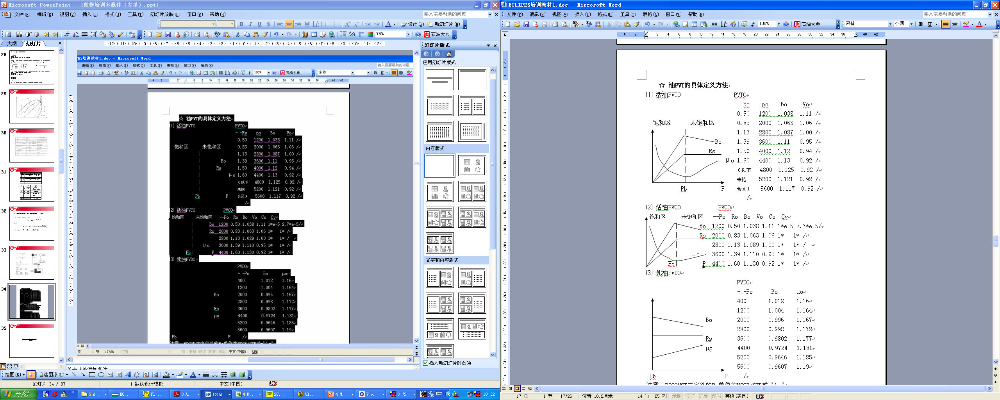 Microsoft PowerPoint - [数模培训多媒体（室里）.ppt]
文件(F) 编辑(E) 视图(V) 插入(I) 格式(O) 工具(T) 幻灯片放映(D) 窗口(W) 帮助(H)
键入需要帮助的问题
设计(S) 新幻灯片(N)
75% 石油大典
大纲 幻灯片
28
29
30
31
32
33
34
35
PES培训教材1.doc - Microsoft Word
编辑(E) 视图(V) 插入(I) 格式(O) 工具(T) 表格(A) 窗口(W) 帮助(H) 键入需要帮助的问题
100% 石油大典 宋体
☆ 油PVT的具体定义方法
(1) 活油PVTO PVTO
- -Rs po Bo Vo
0.50 1200 1.038 1.11 /
饱和区 未饱和区 0.83 2000 1.063 1.06 /
1.13 2800 1.087 1.00 /
Bo 1.39 3600 1.11 0.95 /
Rs 1.50 4000 1.12 0.94 /
μo 1.60 4400 1.13 0.92 /
（以下 4800 1.125 0.92 /
未饱 5200 1.121 0.92 /
Pb P 合区） 5600 1.117 0.92 /
/
(2) 活油PVCO PVCO
饱和区 未饱和区 --Po Ro Bo Vo Co Cv
Bo 1200 0.50 1.038 1.11 1*e-5 2.7*e-5/
Rs 2000 0.83 1.063 1.06 1* 1* /
2800 1.13 1.089 1.00 1* 1* /
μo 3600 1.39 1.110 0.95 1* 1* /
Pb P 4400 1.60 1.130 0.92 1* 1* /
(3) 死油PVDO
PVDO
- -Po Bo μo
400 1.012 1.16
1200 1.004 1.164
Bo 2000 0.996 1.167
2800 0.998 1.172
Rs 3600 0.9802 1.177
μo 4400 0.9724 1.181
5200 0.9646 1.185
5600 0.9607 1.19
Pb P /
页 1 节 17/26 位置 行 列 录制 修订 扩展 改写 中文(中国)
单击此处添加备注
幻灯片版式
应用幻灯片版式:
内容版式
文字和内容版式
插入新幻灯片时放映
绘图(R) 自选图形(U)
幻灯片 34 / 87 1_默认设计模板 中文(中国)
开始 5 W.. EC... Fl... 3 A.. 13 M. 4 M.. SC... Ul... 4 M.. 7 o.. 3 飞. 中 10:32
ECLIPES培训教材1.doc - Microsoft Word
文件(F) 编辑(E) 视图(V) 插入(I) 格式(O) 工具(T) 表格(A) 窗口(W) 帮助(H) 键入需要帮助的问题
繁 100% 石油大典 宋体 小四 B U
☆ 油PVT的具体定义方法
(1) 活油PVTO PVTO
- -Rs po Bo Vo
0.50 1200 1.038 1.11 /
饱和区 未饱和区 0.83 2000 1.063 1.06 /
1.13 2800 1.087 1.00 /
Bo 1.39 3600 1.11 0.95 /
Rs 1.50 4000 1.12 0.94 /
μo 1.60 4400 1.13 0.92 /
（以下 4800 1.125 0.92 /
未饱 5200 1.121 0.92 /
Pb P 合区） 5600 1.117 0.92 /
/
(2) 活油PVCO PVCO
饱和区 未饱和区 --Po Ro Bo Vo Co Cv
Bo 1200 0.50 1.038 1.11 1*e-5 2.7*e-5/
Rs 2000 0.83 1.063 1.06 1* 1* /
2800 1.13 1.089 1.00 1* 1* /
μo 3600 1.39 1.110 0.95 1* 1* /
Pb P 4400 1.60 1.130 0.92 1* 1* /
(3) 死油PVDO
PVDO
- -Po Bo μo
400 1.012 1.16
1200 1.004 1.164
Bo 2000 0.996 1.167
2800 0.998 1.172
Rs 3600 0.9802 1.177
μo 4400 0.9724 1.181
5200 0.9646 1.185
5600 0.9607 1.19
Pb P /
注意 RSCONST中定义的Rs单位为MSCF/STB或
17 页 1 节 17/26 位置 10.2厘米 14 行 25 列 录制 修订 扩展 改写 英语(美国)